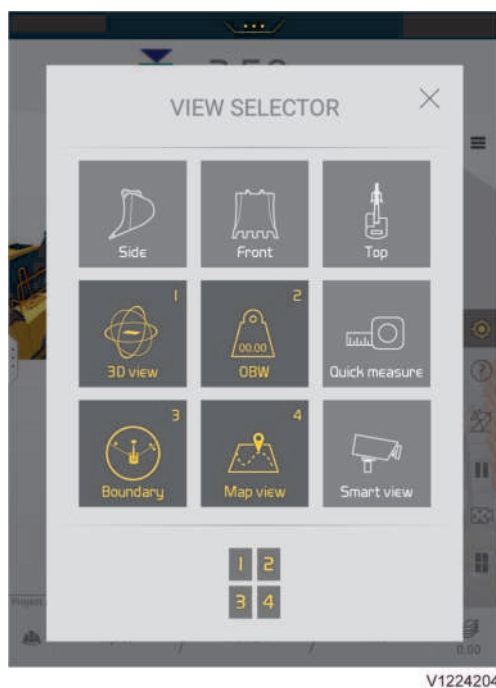 VIEW SELECTOR
Side Front Top
1 2
00.00
3D view OBW Quick measure
3 4
Boundary Map view Smart view
1 2
3 4
0.00
V1224204